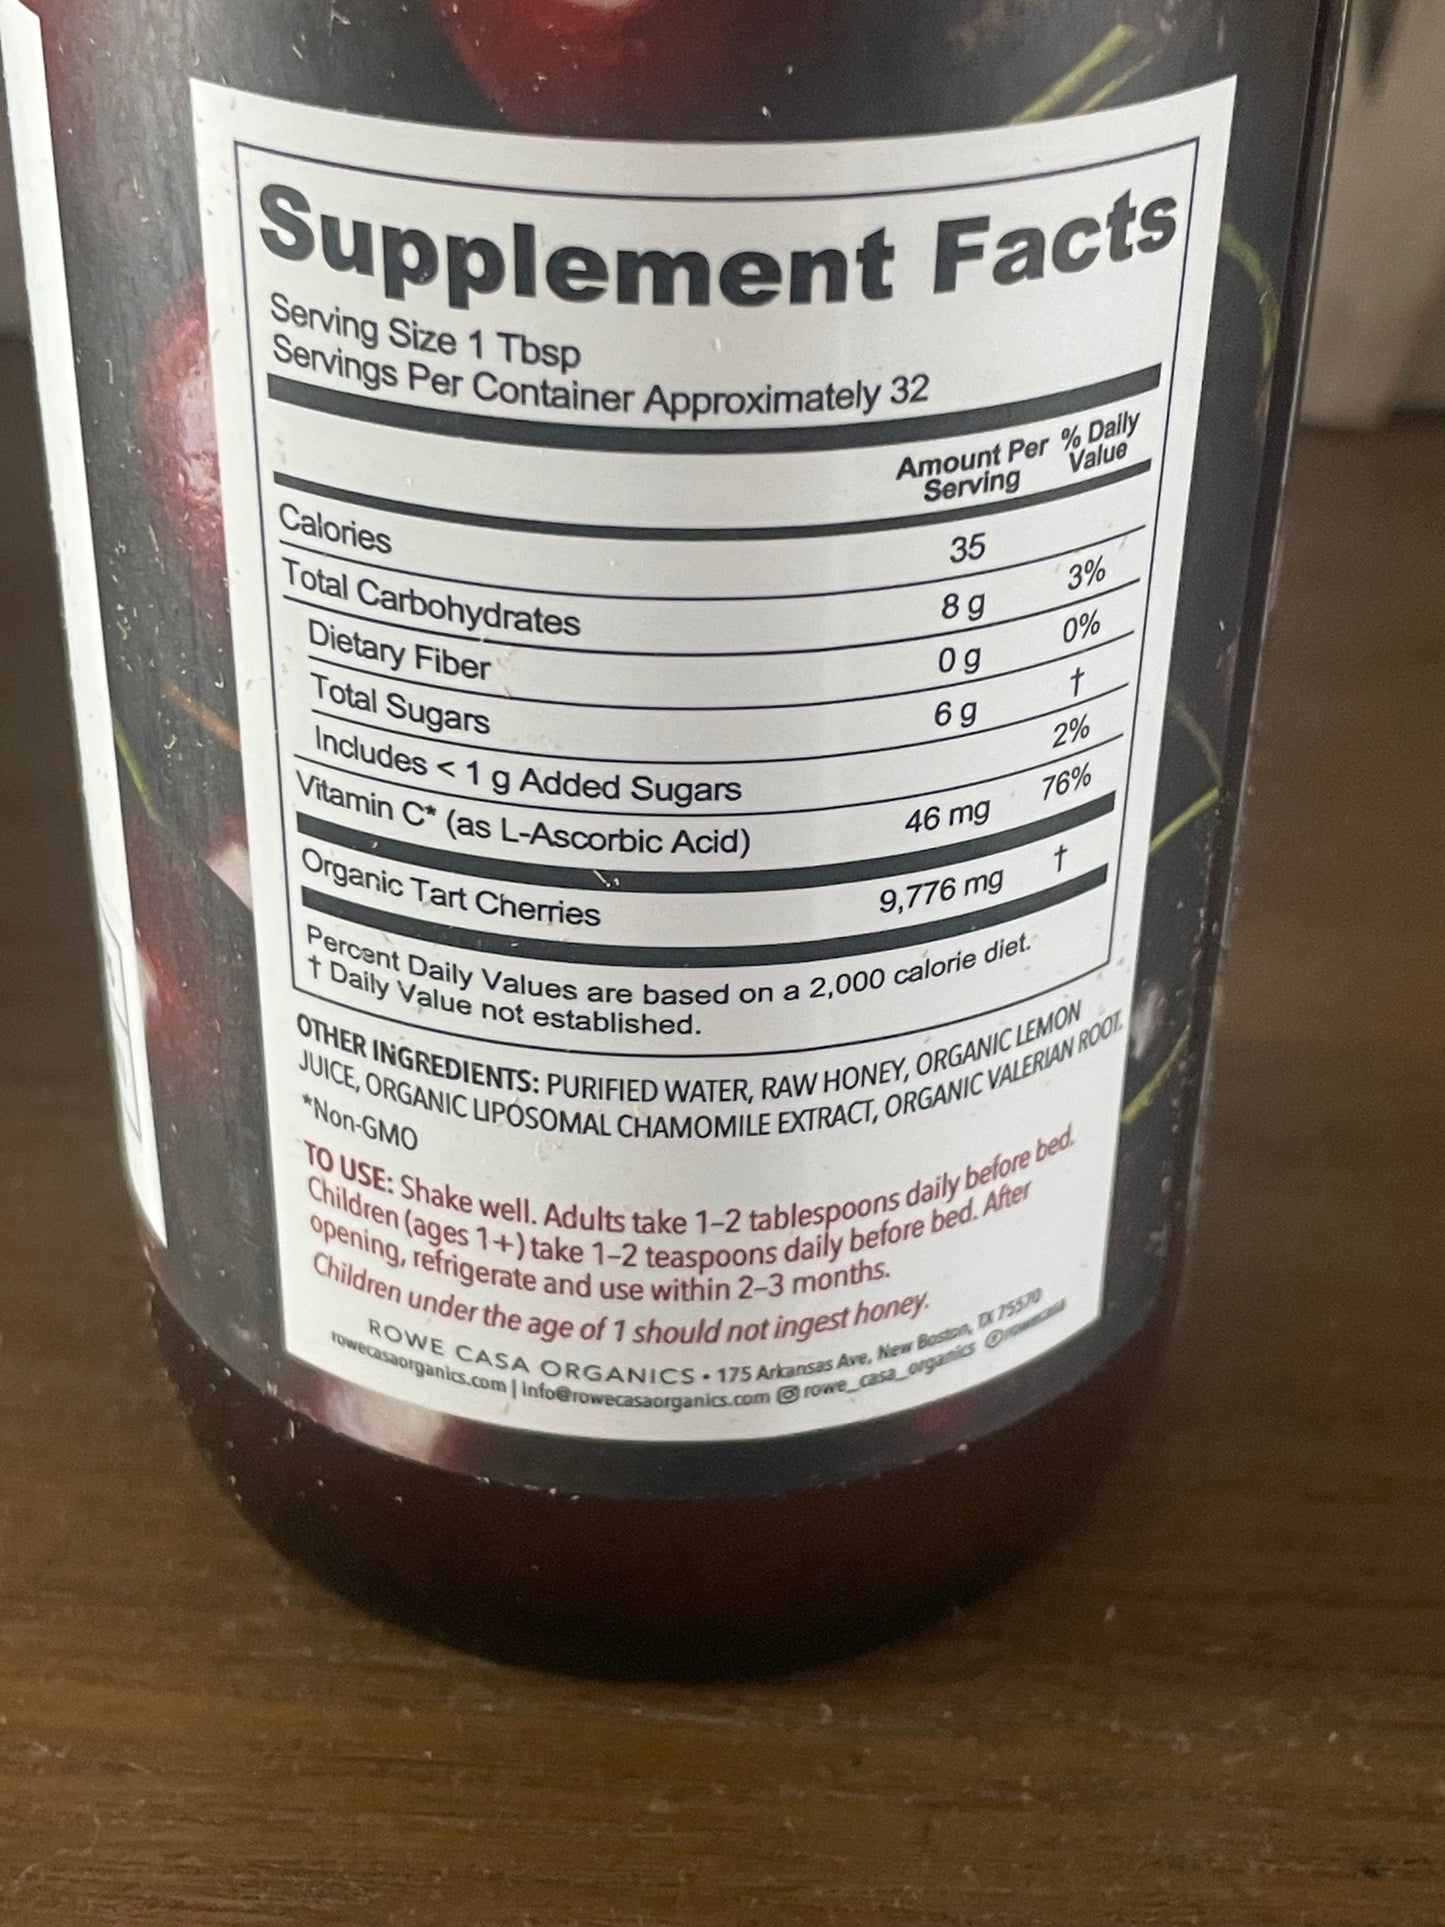 Supplement Facts
Serving Size 1 Tbsp
Servings Per Container Approximately 32
Amount Per Serving % Daily Value
Calories 35
Total Carbohydrates 8 g 3%
Dietary Fiber 0 g 0%
Total Sugars 6 g †
Includes < 1 g Added Sugars 2%
Vitamin C* (as L-Ascorbic Acid) 46 mg 76%
Organic Tart Cherries 9,776 mg †
Percent Daily Values are based on a 2,000 calorie diet.
† Daily Value not established.
OTHER INGREDIENTS: PURIFIED WATER, RAW HONEY, ORGANIC LEMON
JUICE, ORGANIC LIPOSOMAL CHAMOMILE EXTRACT, ORGANIC VALERIAN ROOT.
*Non-GMO
TO USE: Shake well. Adults take 1–2 tablespoons daily before bed.
Children (ages 1+) take 1–2 teaspoons daily before bed. After
opening, refrigerate and use within 2–3 months.
Children under the age of 1 should not ingest honey.
ROWE CASA ORGANICS • 175 Arkansas Ave, New Boston, TX 75570
rowecasaorganics.com | info@rowecasaorganics.com rowe_casa_organics rowecasa